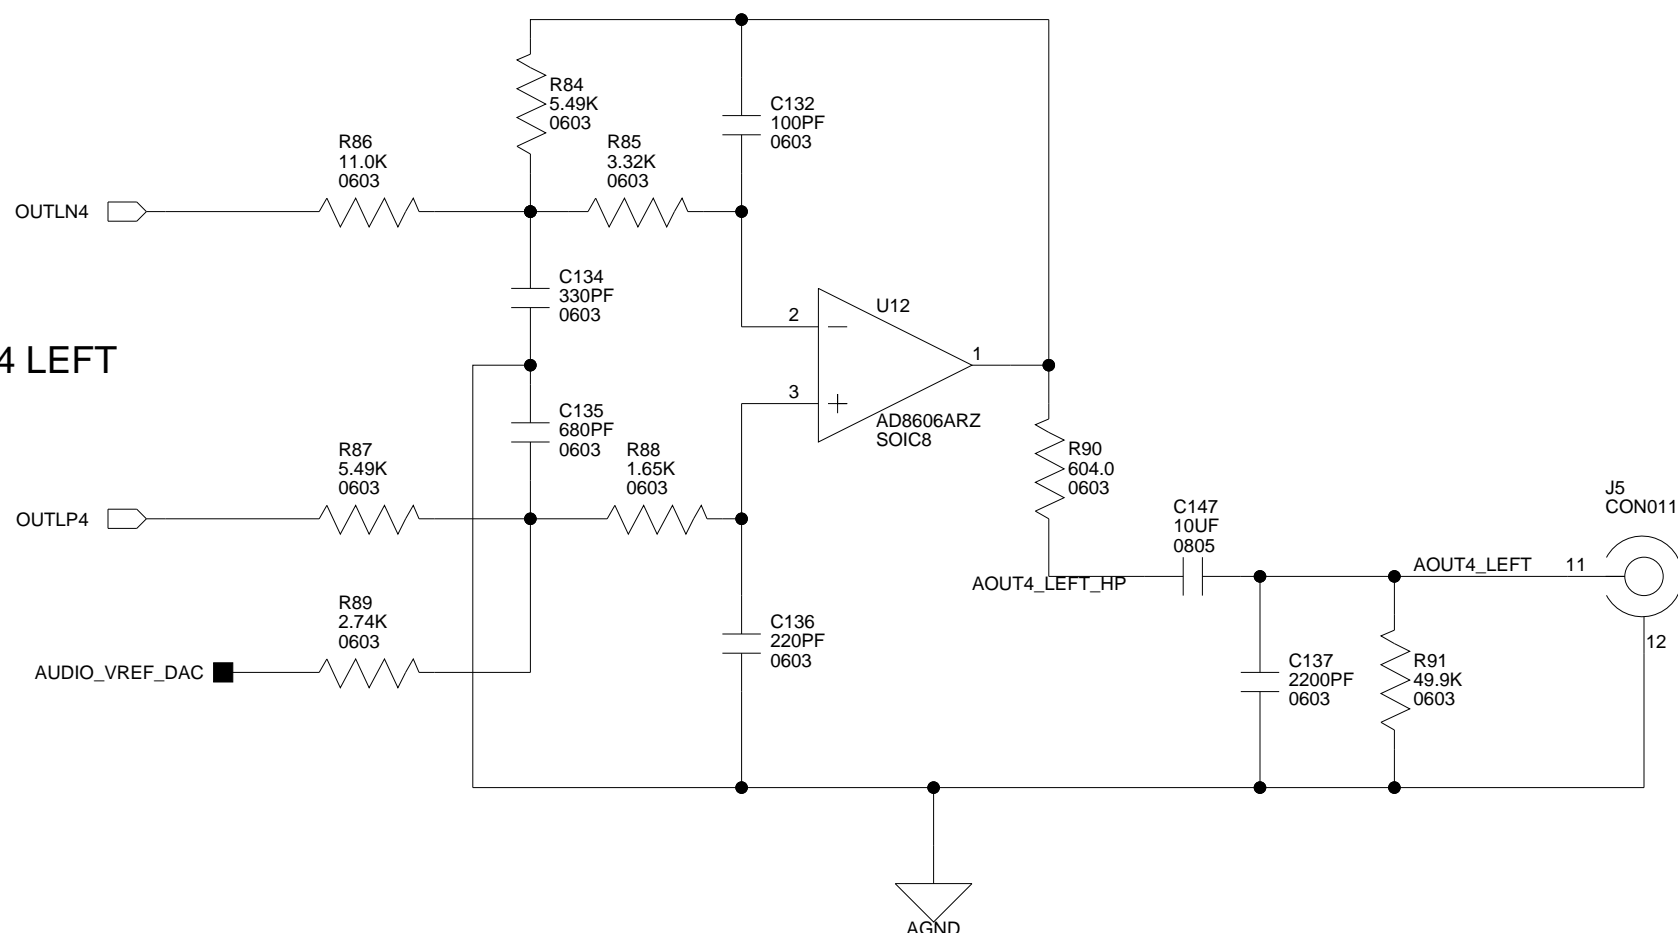 R84
5.49K
0603
C132
100PF
0603
R86
11.0K
0603
R85
3.32K
0603
OUTLN4
C134
330PF
0603
U12
2
1
4 LEFT
3
C135
680PF
0603
AD8606ARZ
SOIC8
R87
5.49K
0603
R88
1.65K
0603
R90
604.0
0603
OUTLP4
C147
10UF
0805
J5
CON011
AOUT4_LEFT_HP
AOUT4_LEFT
11
R89
2.74K
0603
C136
220PF
0603
12
AUDIO_VREF_DAC
C137
2200PF
0603
R91
49.9K
0603
AGND